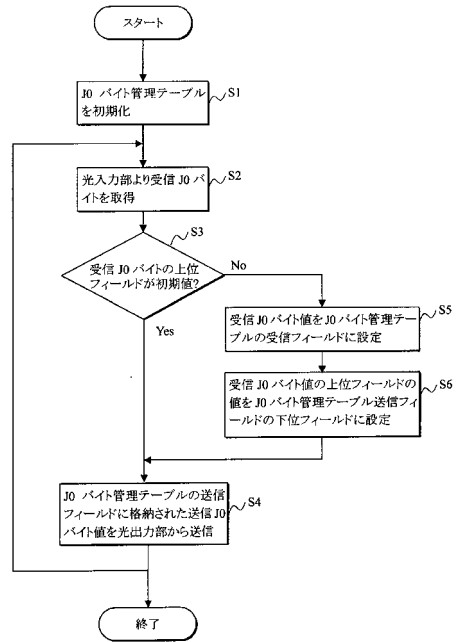 スタート
J0 バイト管理テーブル
を初期化
S1
光入力部より受信 J0 バ
イトを取得
S2
S3
受信 J0 バイトの上位
フィールドが初期値?
No
Yes
受信 J0 バイト値を J0 バイト管理テー
ブルの受信フィールドに設定
S5
受信 J0 バイト値の上位フィールドの
値を J0 バイト管理テーブル送信フィ
ールドの下位フィールドに設定
S6
J0 バイト管理テーブルの送信
フィールドに格納された送信 J0
バイト値を光出力部から送信
S4
終了